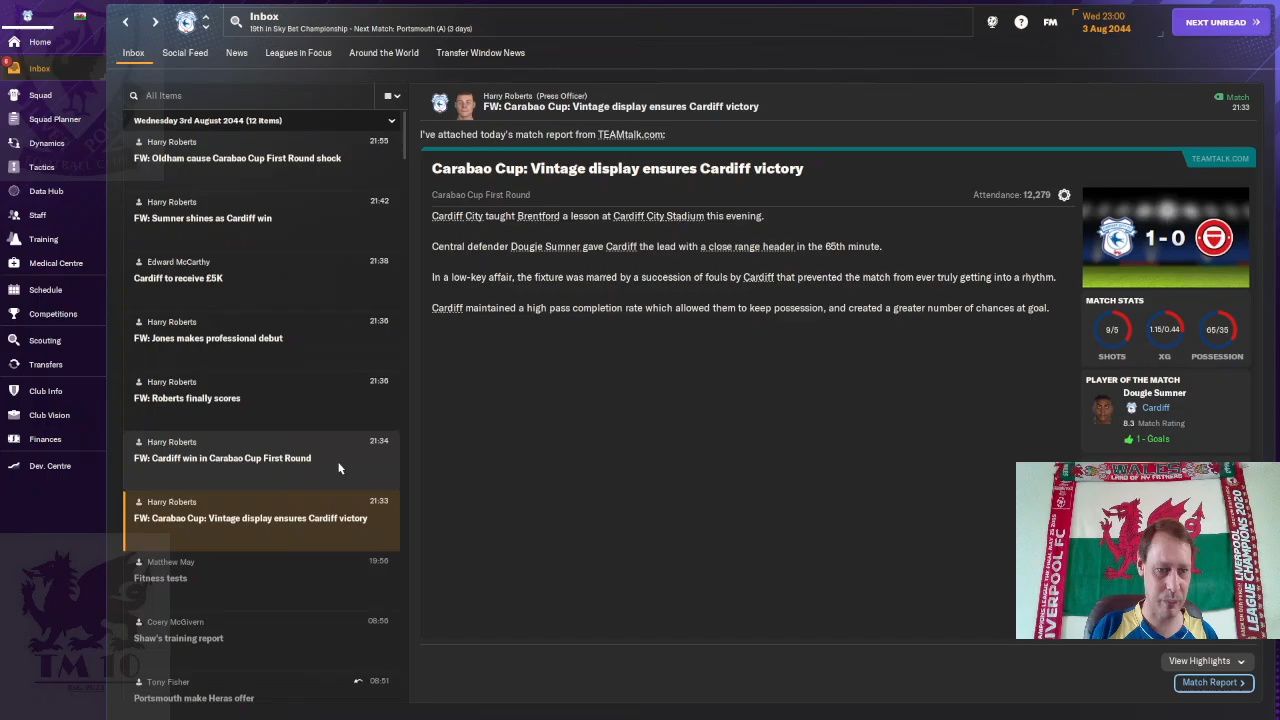 Inbox
19th in Sky Bet Championship - Next Match: Portsmouth (A) (3 days)
FM
Wed 23:00
3 Aug 2044
NEXT UNREAD
Inbox
Social Feed
News
Leagues in Focus
Around the World
Transfer Window News
Home
6
Inbox
Squad
Squad Planner
Dynamics
Tactics
Data Hub
Staff
Training
Medical Centre
Schedule
Competitions
Scouting
Transfers
Club Info
Club Vision
Finances
Dev. Centre
TM 10
All Items
Wednesday 3rd August 2044 (12 items)
Harry Roberts 21:55
FW: Oldham cause Carabao Cup First Round shock
Harry Roberts 21:42
FW: Sumner shines as Cardiff win
Edward McCarthy 21:38
Cardiff to receive £5K
Harry Roberts 21:36
FW: Jones makes professional debut
Harry Roberts 21:36
FW: Roberts finally scores
Harry Roberts 21:34
FW: Cardiff win in Carabao Cup First Round
Harry Roberts 21:33
FW: Carabao Cup: Vintage display ensures Cardiff victory
Matthew May 19:56
Fitness tests
Coery McGivern 08:56
Shaw's training report
Tony Fisher 08:51
Portsmouth make Heras offer
Harry Roberts (Press Officer)
FW: Carabao Cup: Vintage display ensures Cardiff victory
Match
21:33
I've attached today's match report from TEAMtalk.com:
TEAMTALK.COM
Carabao Cup: Vintage display ensures Cardiff victory
Carabao Cup First Round
Attendance: 12,279
Cardiff City taught Brentford a lesson at Cardiff City Stadium this evening.
Central defender Dougie Sumner gave Cardiff the lead with a close range header in the 65th minute.
In a low-key affair, the fixture was marred by a succession of fouls by Cardiff that prevented the match from ever truly getting into a rhythm.
Cardiff maintained a high pass completion rate which allowed them to keep possession, and created a greater number of chances at goal.
1 - 0
MATCH STATS
9/5
1.15/0.44
65/35
SHOTS
XG
POSSESSION
PLAYER OF THE MATCH
Dougie Sumner
Cardiff
8.3 Match Rating
1 - Goals
WALES
LAND OF MY FATHERS
LIVERPOOL FC
LIVERPOOL
LEAGUE CHAMPIONS 2020
View Highlights
Match Report